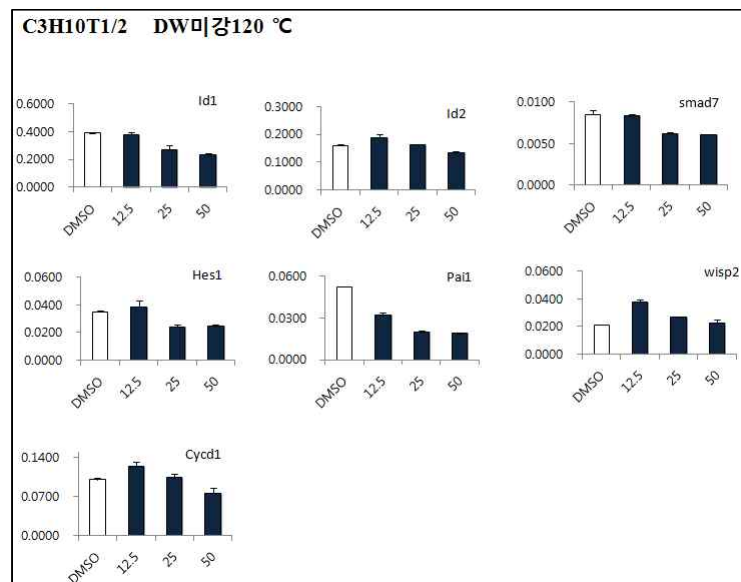 C3H10T1/2 DW미강120 ℃
Id1
0.6000
0.4000
0.2000
0.0000
DMSO 12.5 25 50
Id2
0.3000
0.2000
0.1000
0.0000
DMSO 12.5 25 50
smad7
0.0100
0.0050
0.0000
DMSO 12.5 25 50
Hes1
0.0600
0.0400
0.0200
0.0000
DMSO 12.5 25 50
Pai1
0.0600
0.0300
0.0000
DMSO 12.5 25 50
wisp2
0.0600
0.0400
0.0200
0.0000
DMSO 12.5 25 50
Cycd1
0.1400
0.0700
0.0000
DMSO 12.5 25 50